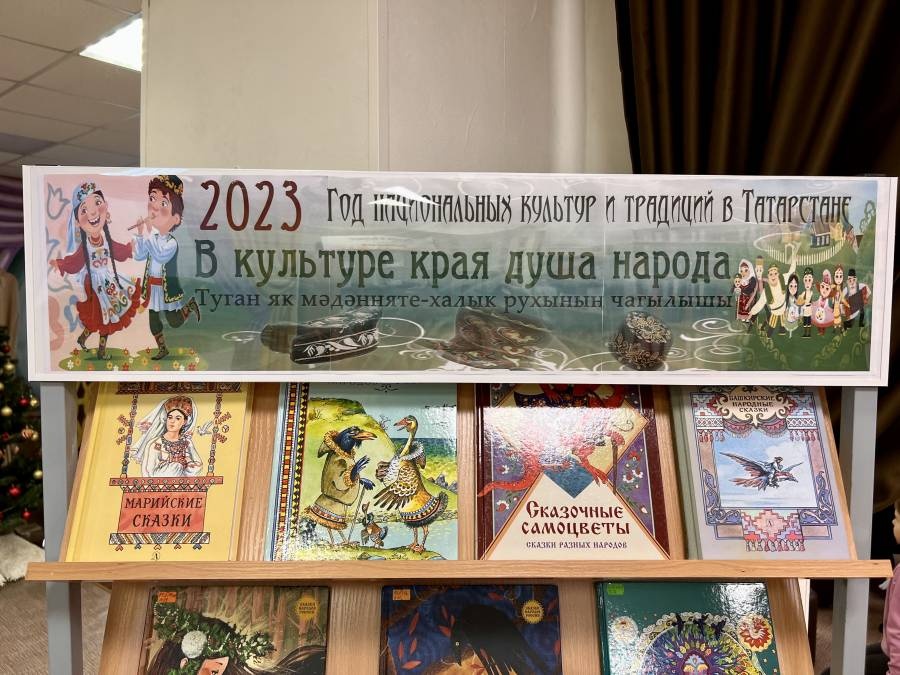 2023 Год национальных культур и традиций в Татарстане
В культуре края душа народа
Туган як мәдәнияте-халык рухының чагылышы
МАРИЙСКИЕ
СКАЗКИ
Сказочные
самоцветы
СКАЗКИ РАЗНЫХ НАРОДОВ
БАШКИРСКИЕ
НАРОДНЫЕ
СКАЗКИ